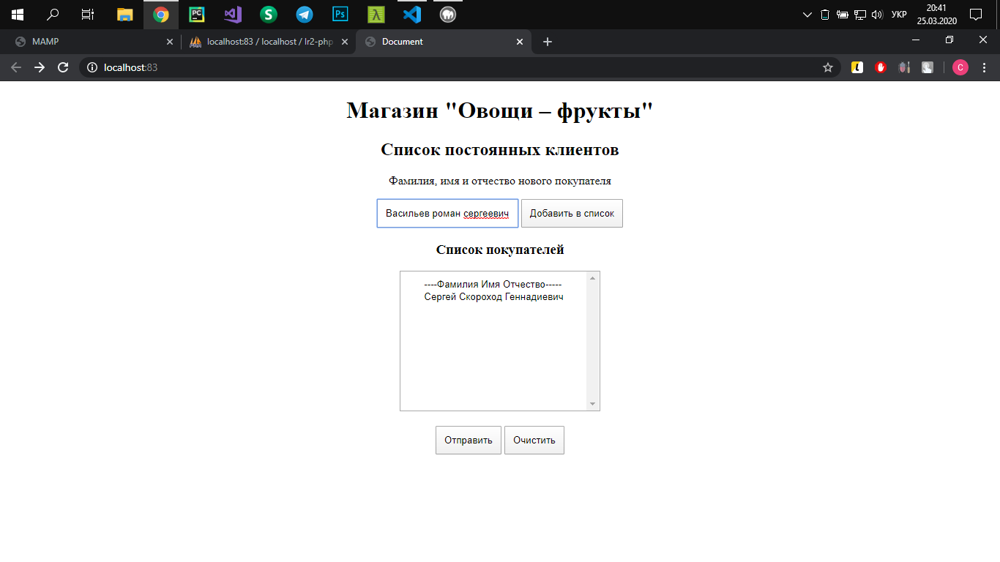 PC
S
Ps
λ
УКР
20:41
25.03.2020
MAMP
localhost:83 / localhost / lr2-php
Document
localhost:83
L
C
Магазин "Овощи – фрукты"
Список постоянных клиентов
Фамилия, имя и отчество нового покупателя
Васильев роман сергеевич Добавить в список
Список покупателей
----Фамилия Имя Отчество-----
Сергей Скороход Геннадиевич
Отправить Очистить